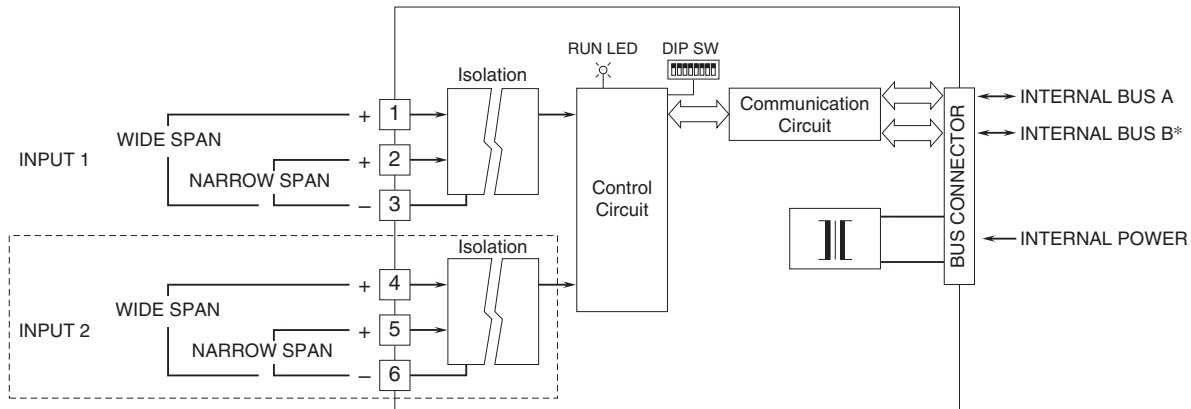 RUN LED
DIP SW
Isolation
INPUT 1
WIDE SPAN
NARROW SPAN
+ 1
+ 2
− 3
Control
Circuit
Communication
Circuit
BUS CONNECTOR
INTERNAL BUS A
INTERNAL BUS B*
INTERNAL POWER
Isolation
INPUT 2
WIDE SPAN
NARROW SPAN
+ 4
+ 5
− 6